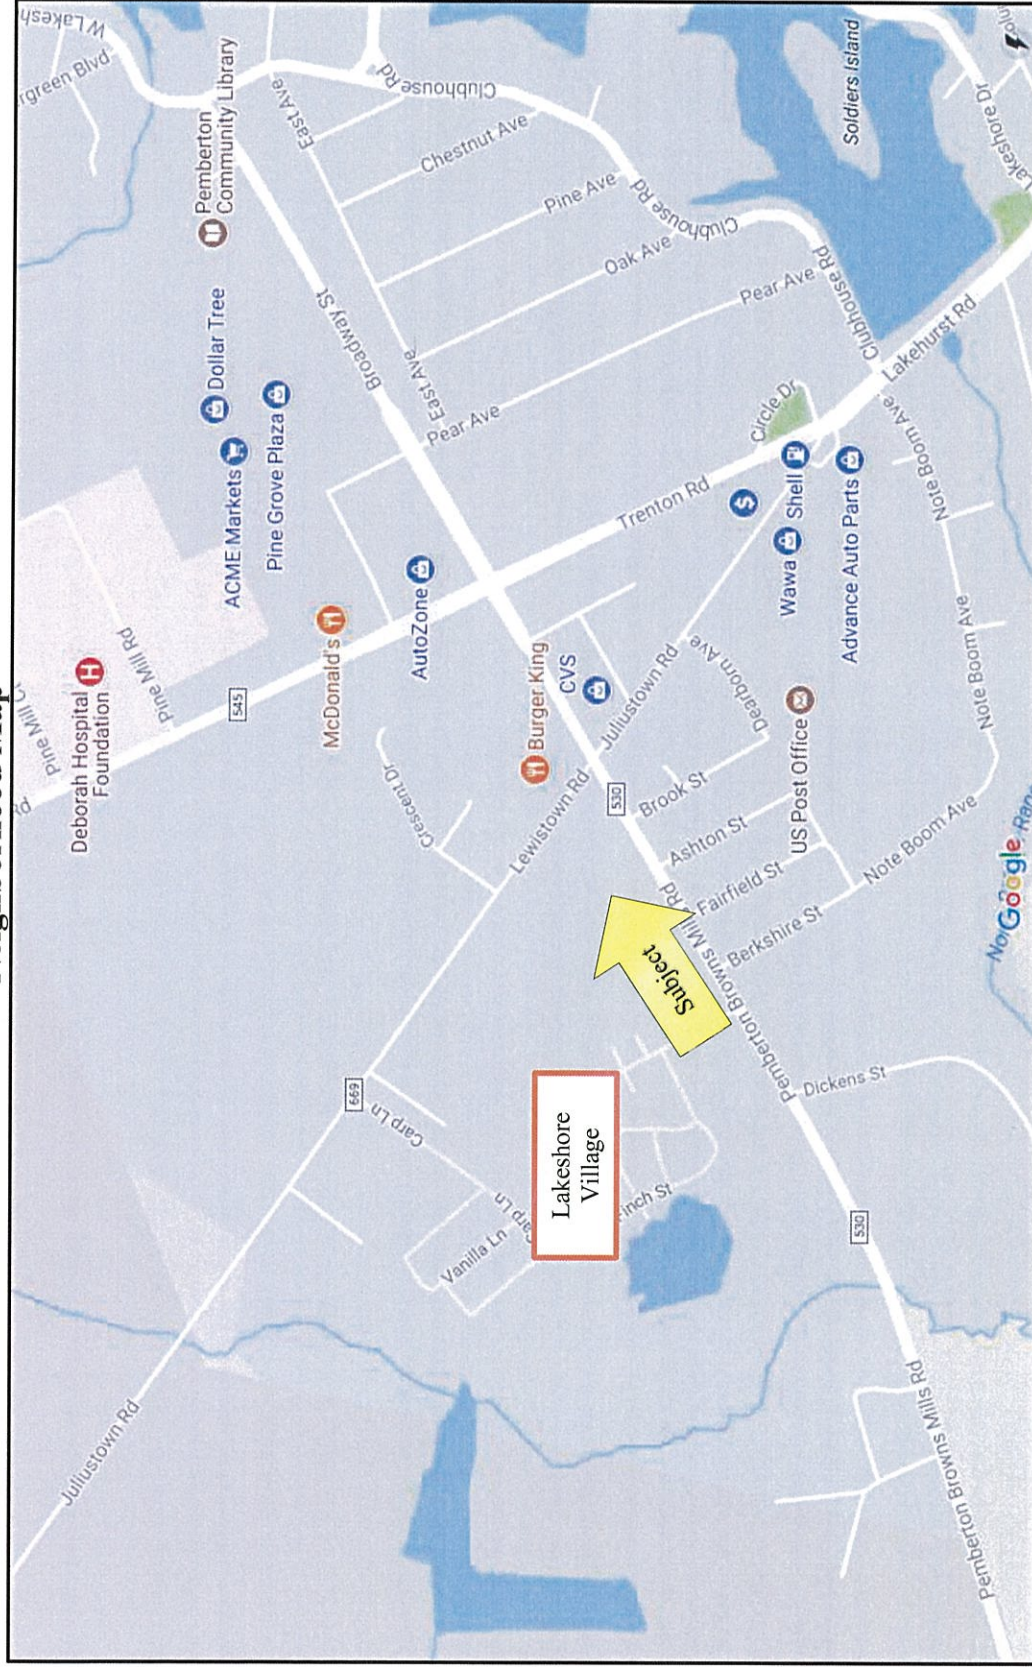 W Lakesh
rgreen Blvd
Pemberton
Community Library
East Ave
Clubhouse Rd
Chestnut Ave
Pine Ave
Clubhouse Rd
Oak Ave
Pear Ave
Clubhouse Rd
Soldiers Island
Lakeshore Dr
Lakeshore
Lakehurst Rd
Dollar Tree
ACME Markets
Pine Grove Plaza
Broadway St
East Ave
Pear Ave
Circle Dr
Trenton Rd
$
Shell
Wawa
Advance Auto Parts
Note Boom Ave
Note Boom Ave
Note Boom Ave
Pine Mill Rd
Pine Mill Rd
Deborah Hospital
Foundation
H
Rd
545
McDonald's
AutoZone
Burger King
CVS
Juliustown Rd
Dearborn Ave
US Post Office
Crescent Dr
Lewistown Rd
530
Brook St
Ashton St
Fairfield St
Berkshire St
Subject
Pemberton Browns Mills Rd
Dickens St
669
Carp Ln
Carp Ln
Vanilla Ln
Lakeshore
Village
Finch St
530
Juliustown Rd
Pemberton Browns Mills Rd
Google